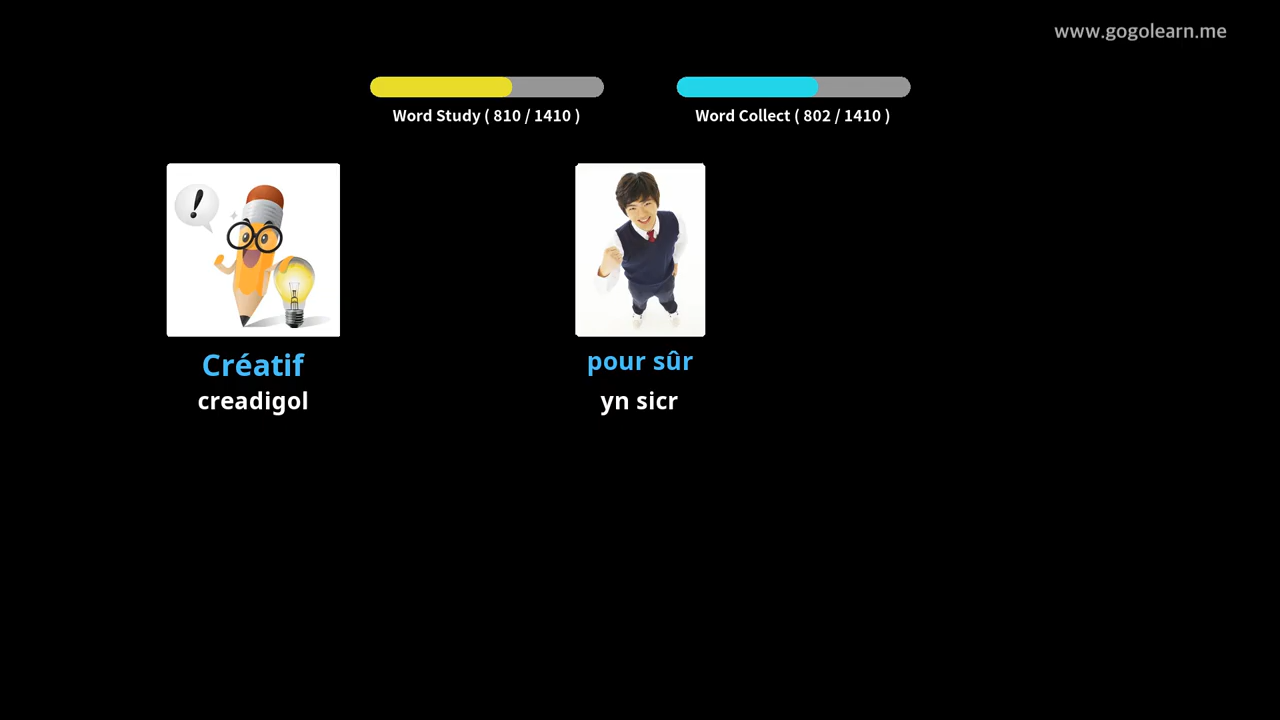 www.gogolearn.me
Word Study ( 810 / 1410 )
Word Collect ( 802 / 1410 )
!
Créatif
creadigol
pour sûr
yn sicr